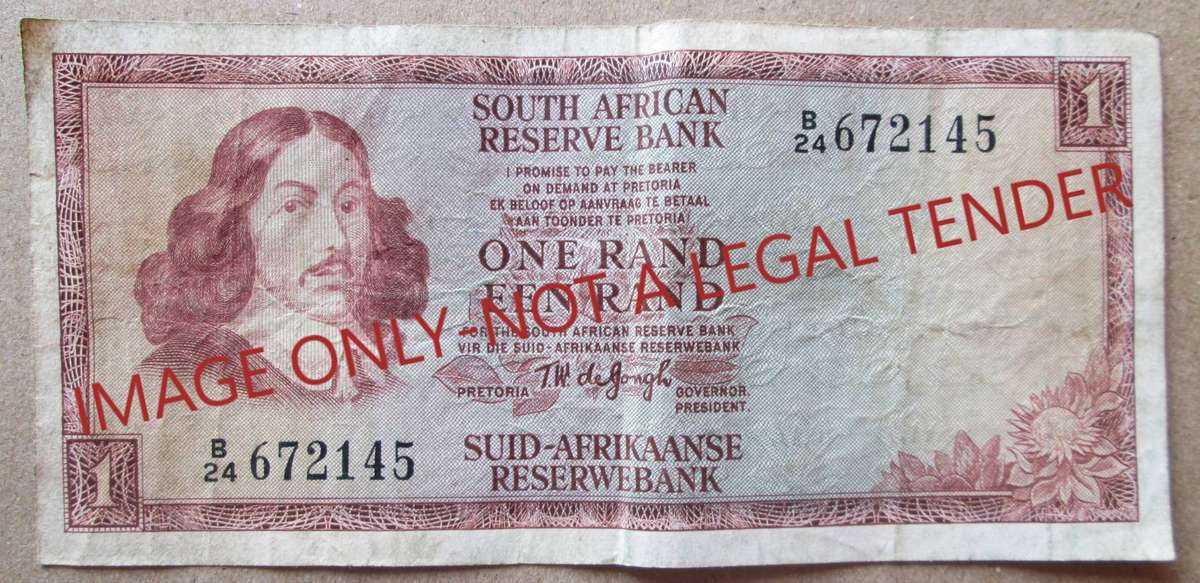 SOUTH AFRICAN
RESERVE BANK
B/24 672145
1
I PROMISE TO PAY THE BEARER
ON DEMAND AT PRETORIA
EK BELOOF OP AANVRAAG TE BETAAL
AAN TOONDER TE PRETORIA
ONE RAND
EEN RAND
FOR THE SOUTH AFRICAN RESERVE BANK
VIR DIE SUID-AFRIKAANSE RESERWEBANK
T.W. de Jongh
PRETORIA
GOVERNOR.
PRESIDENT.
B/24 672145
1
SUID-AFRIKAANSE
RESERWEBANK
IMAGE ONLY NOT A LEGAL TENDER